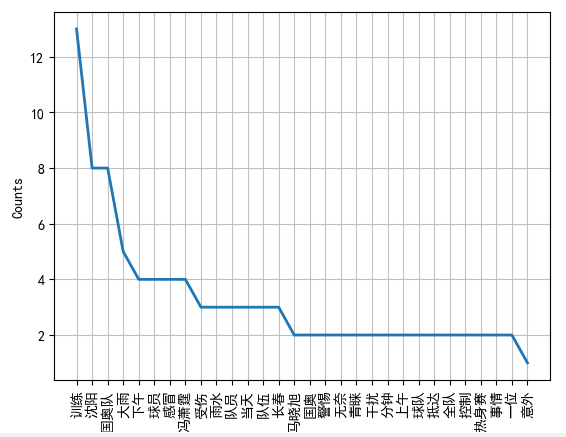 Counts
12
10
8
6
4
2
训练
沈阳
国奥队
大雨
下午
球员
感冒
冯萧霆
受伤
雨水
队员
当天
队伍
长春
马晓旭
国奥
警惕
无奈
青睐
干扰
分钟
上午
球队
抵达
全队
控制
热身赛
事情
一位
意外